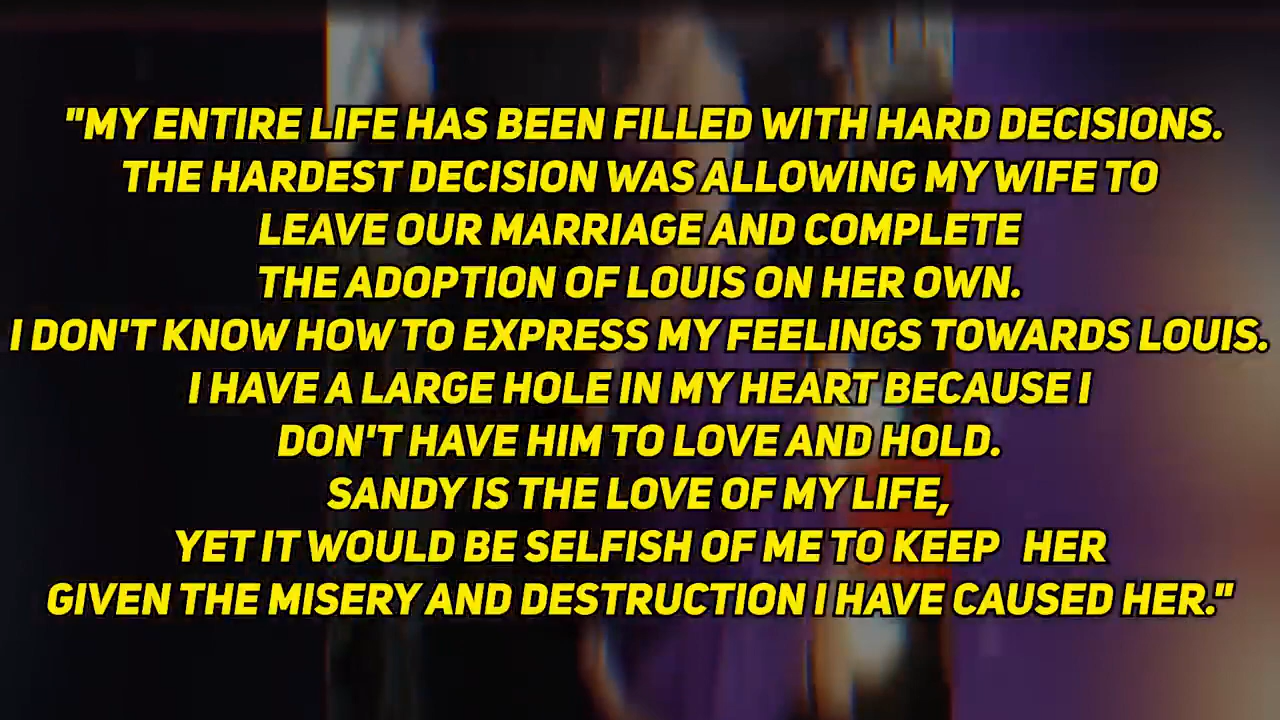 "MY ENTIRE LIFE HAS BEEN FILLED WITH HARD DECISIONS.
THE HARDEST DECISION WAS ALLOWING MY WIFE TO
LEAVE OUR MARRIAGE AND COMPLETE
THE ADOPTION OF LOUIS ON HER OWN.
I DON'T KNOW HOW TO EXPRESS MY FEELINGS TOWARDS LOUIS.
I HAVE A LARGE HOLE IN MY HEART BECAUSE I
DON'T HAVE HIM TO LOVE AND HOLD.
SANDY IS THE LOVE OF MY LIFE,
YET IT WOULD BE SELFISH OF ME TO KEEP HER
GIVEN THE MISERY AND DESTRUCTION I HAVE CAUSED HER."